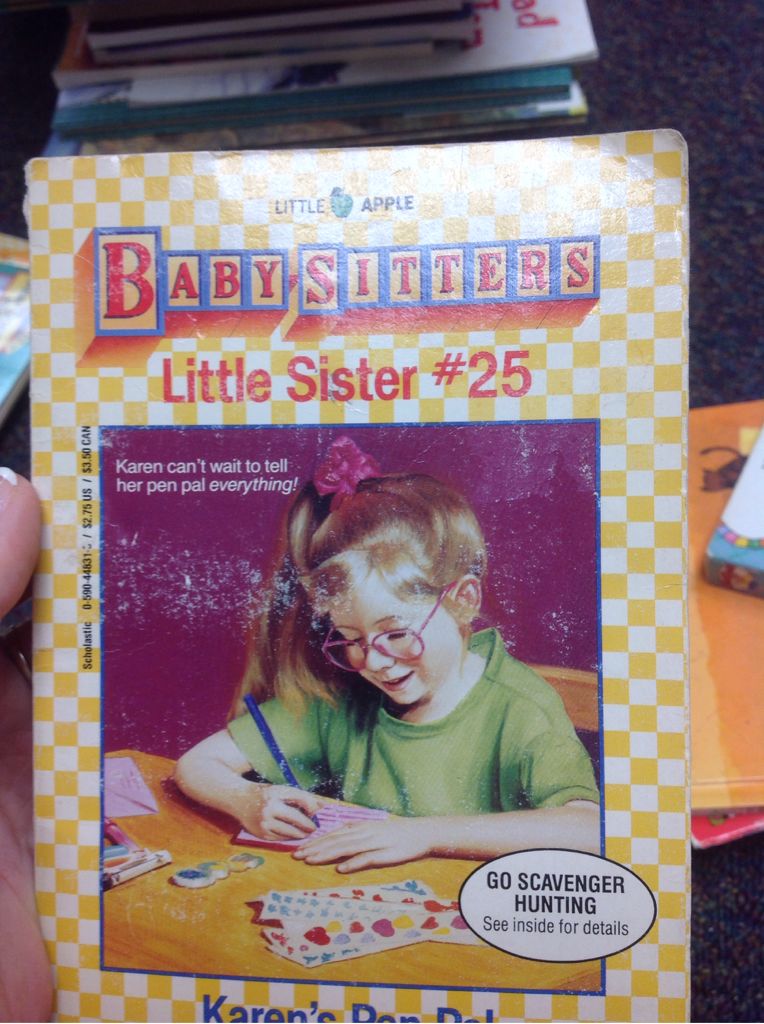 LITTLE APPLE
BABY-SITTERS
Little Sister #25
Karen can't wait to tell
her pen pal everything!
Scholastic 0-590-44831- / $2.75 US / $3.50 CAN
GO SCAVENGER
HUNTING
See inside for details
Karen's Pen Pal